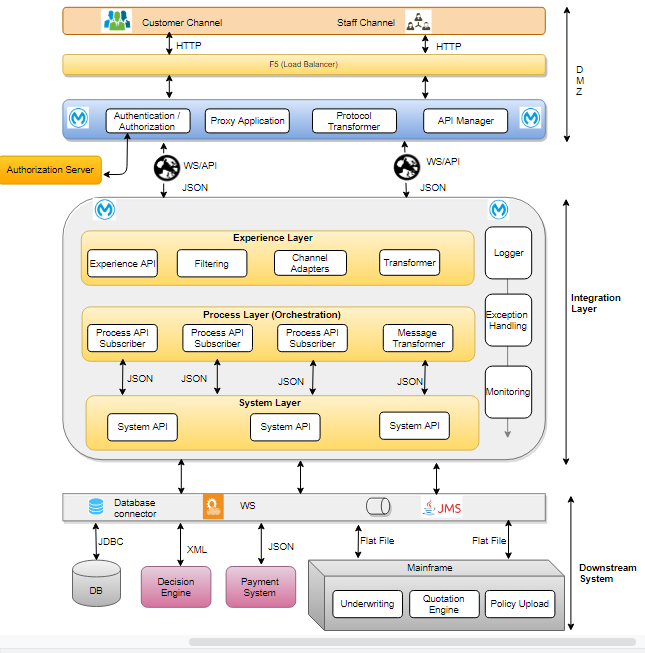 Customer Channel
Staff Channel
HTTP
HTTP
F5 (Load Balancer)
D
M
Z
Authentication /
Authorization
Proxy Application
Protocol
Transformer
API Manager
Authorization Server
WS/API
WS/API
JSON
JSON
Experience Layer
Experience API
Filtering
Channel
Adapters
Transformer
Logger
Integration
Layer
Process Layer (Orchestration)
Process API
Subscriber
Process API
Subscriber
Process API
Subscriber
Message
Transformer
Exception
Handling
JSON
JSON
JSON
JSON
Monitoring
System Layer
System API
System API
System API
Database
connector
WS
JMS
JDBC
XML
JSON
Flat File
Flat File
Downstream
System
DB
Decision
Engine
Payment
System
Mainframe
Underwriting
Quotation
Engine
Policy Upload